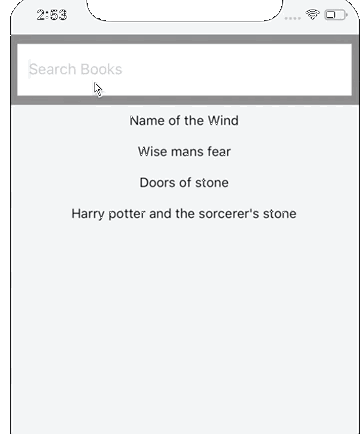 2:53
Search Books
Name of the Wind
Wise mans fear
Doors of stone
Harry potter and the sorcerer's stone